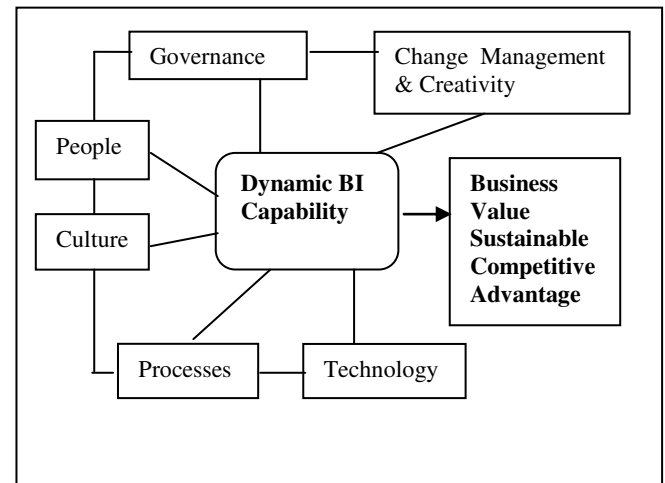 Governance
Change Management
& Creativity
People
Dynamic BI
Capability
Business
Value
Sustainable
Competitive
Advantage
Culture
Processes
Technology